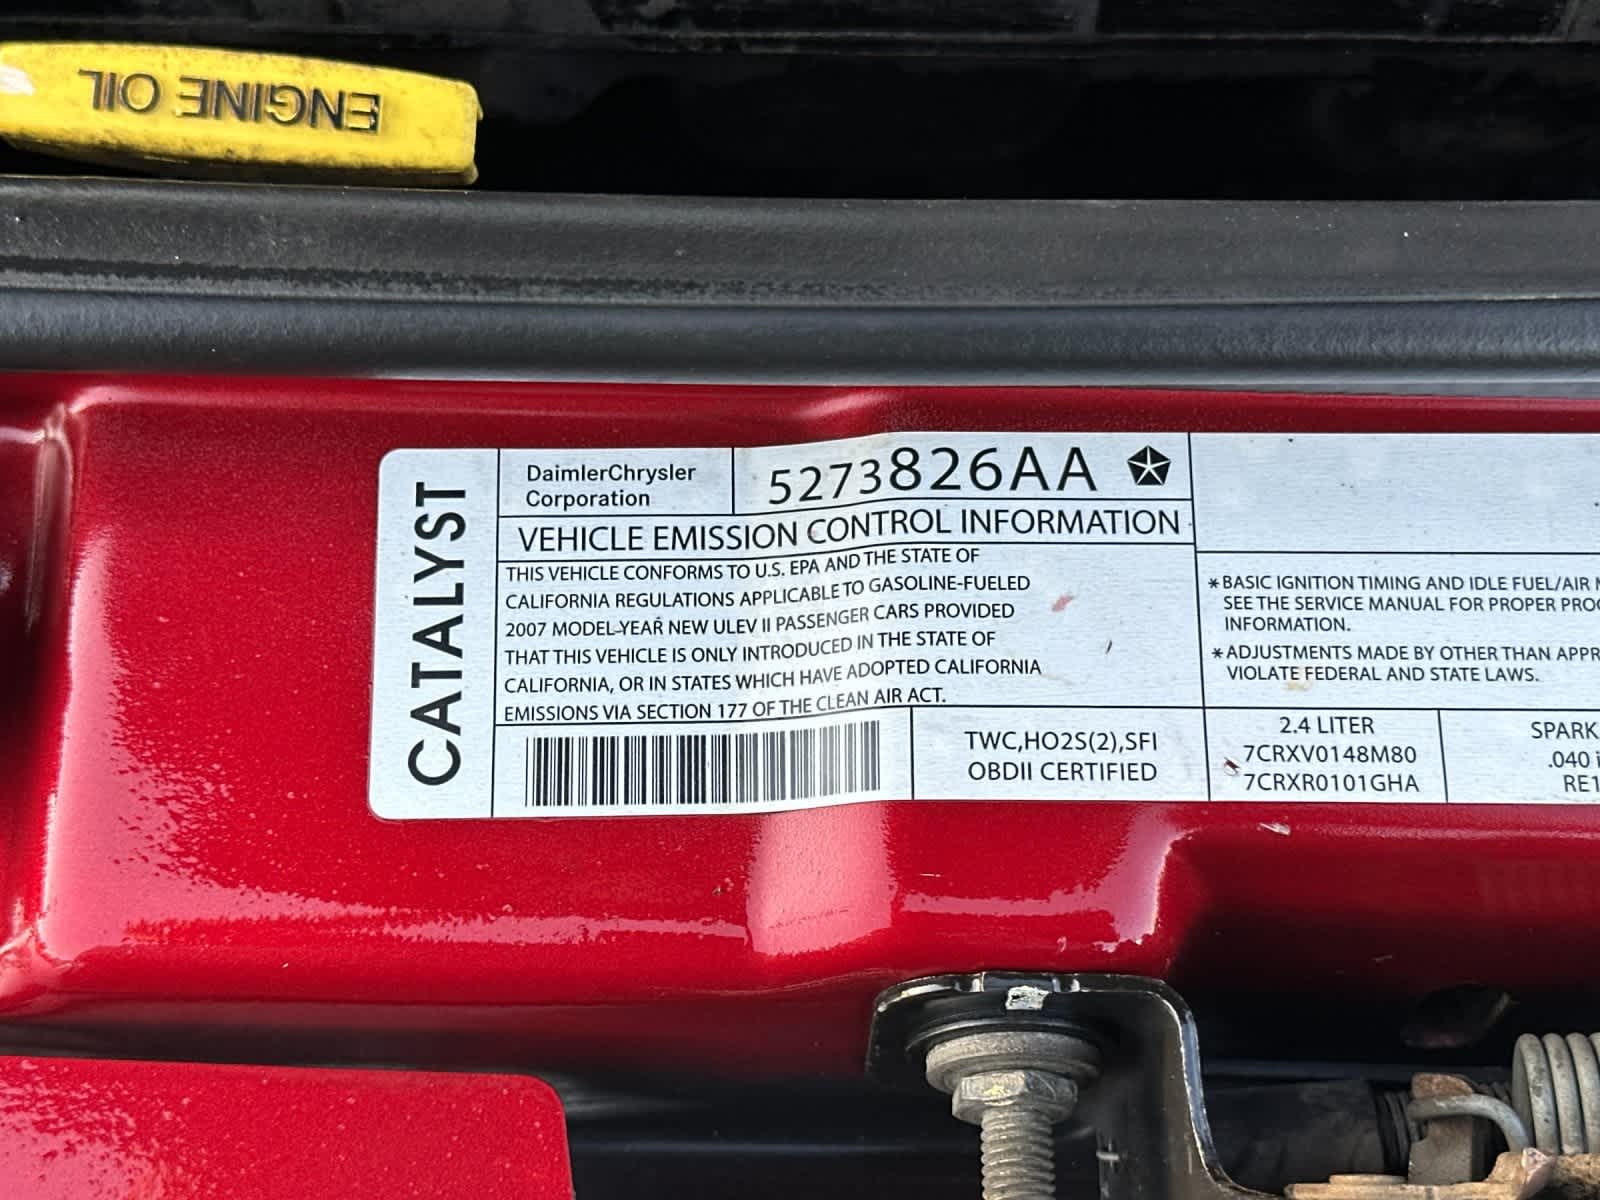 ENGINE OIL
CATALYST
DaimlerChrysler
Corporation
5273826AA
VEHICLE EMISSION CONTROL INFORMATION
THIS VEHICLE CONFORMS TO U.S. EPA AND THE STATE OF
CALIFORNIA REGULATIONS APPLICABLE TO GASOLINE-FUELED
2007 MODEL-YEAR NEW ULEV II PASSENGER CARS PROVIDED
THAT THIS VEHICLE IS ONLY INTRODUCED IN THE STATE OF
CALIFORNIA, OR IN STATES WHICH HAVE ADOPTED CALIFORNIA
EMISSIONS VIA SECTION 177 OF THE CLEAN AIR ACT.
TWC,HO2S(2),SFI
OBDII CERTIFIED
*BASIC IGNITION TIMING AND IDLE FUEL/AIR
SEE THE SERVICE MANUAL FOR PROPER
INFORMATION.
*ADJUSTMENTS MADE BY OTHER THAN
VIOLATE FEDERAL AND STATE LAWS.
2.4 LITER
7CRXV0148M80
7CRXR0101GHA
SPARK
.040
RE1